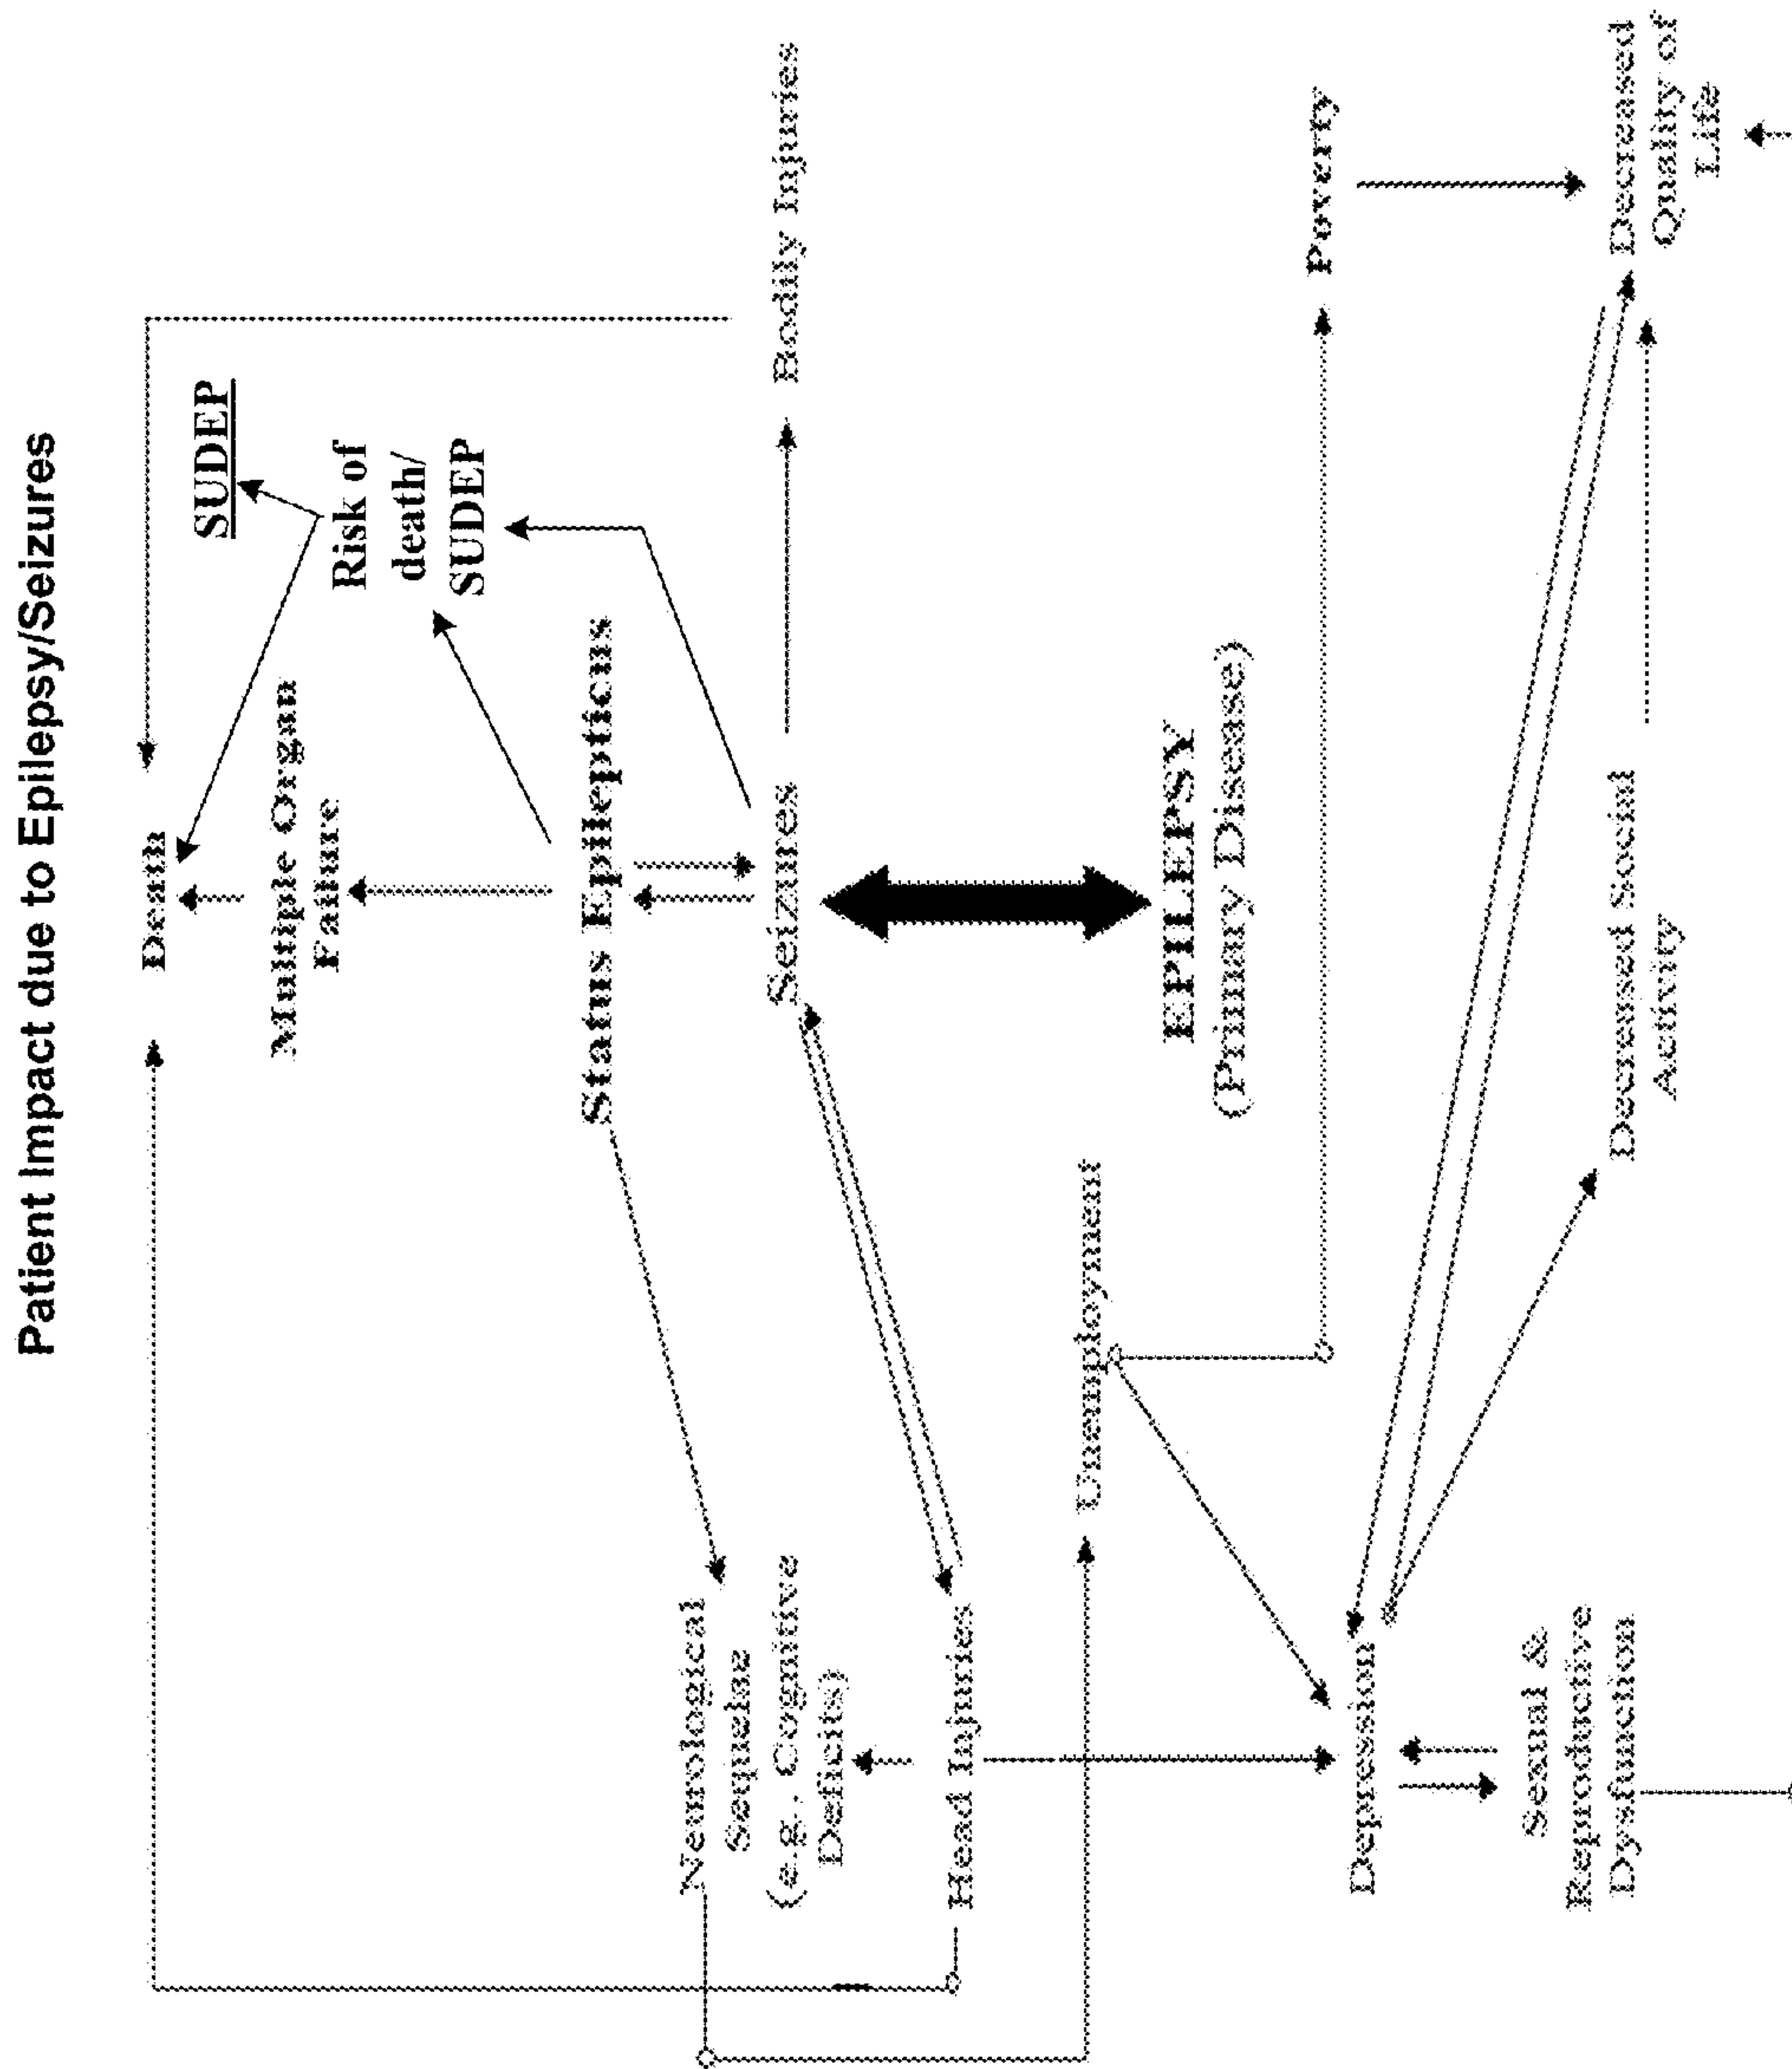 Patient Impact due to Epilepsy/Seizures
Death
SUDEP
Multiple Organ
Failure
Risk of
death/
SUDEP
Status Epilepticus
Neurological
Sequelae
(e.g., Cognitive
Deficits)
Seizures
Bodily Injuries
Head Injuries
Unemployment
EPILEPSY
(Primary Disease)
Poverty
Depression
Sexual &
Reproductive
Dysfunction
Decreased Social
Activity
Decreased
Quality of
Life